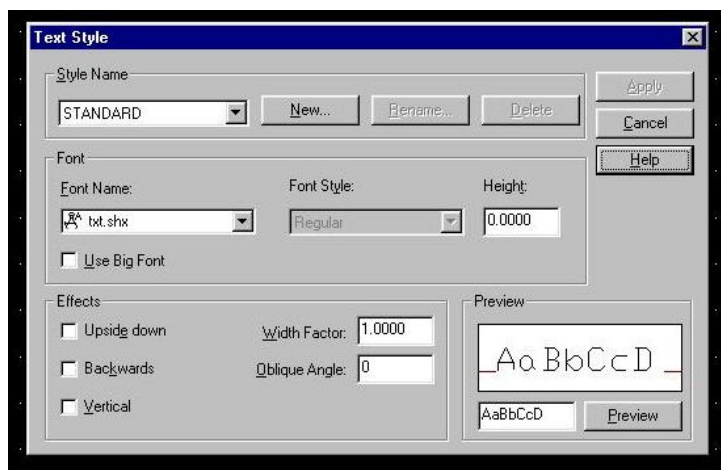 Text Style
Style Name
STANDARD New... Rename... Delete Apply
Cancel
Help
Font
Font Name: Font Style: Height:
txt.shx Regular 0.0000
Use Big Font
Effects
Upside down Width Factor: 1.0000
Backwards Oblique Angle: 0
Vertical
Preview
AaBbCcD
AaBbCcD Preview